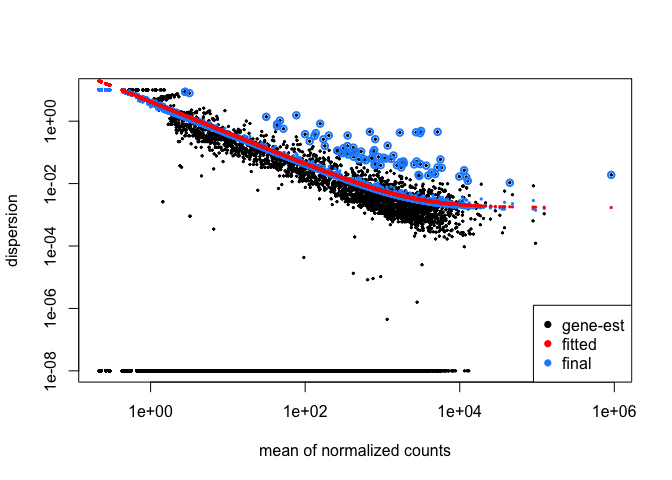 dispersion
1e+00
1e-02
1e-04
1e-06
1e-08
gene-est
fitted
final
1e+00
1e+02
1e+04
1e+06
mean of normalized counts